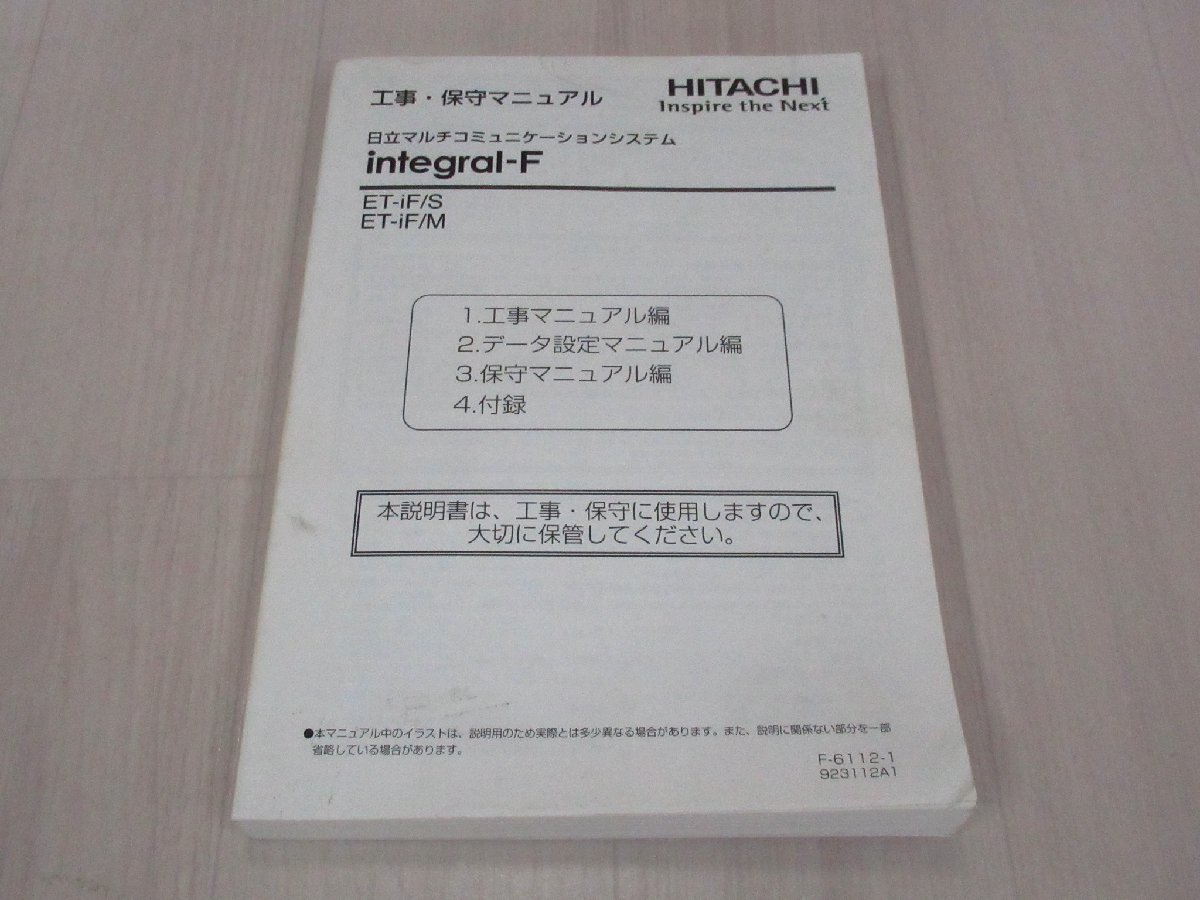 工事・保守マニュアル
HITACHI
Inspire the Next
日立マルチコミュニケーションシステム
integral-F
ET-iF/S
ET-iF/M
1.工事マニュアル編
2.データ設定マニュアル編
3.保守マニュアル編
4.付録
本説明書は、工事・保守に使用しますので、
大切に保管してください。
●本マニュアル中のイラストは、説明用のため実際とは多少異なる場合があります。また、説明に関係ない部分を一部
省略している場合があります。
F-6112-1
923112A1